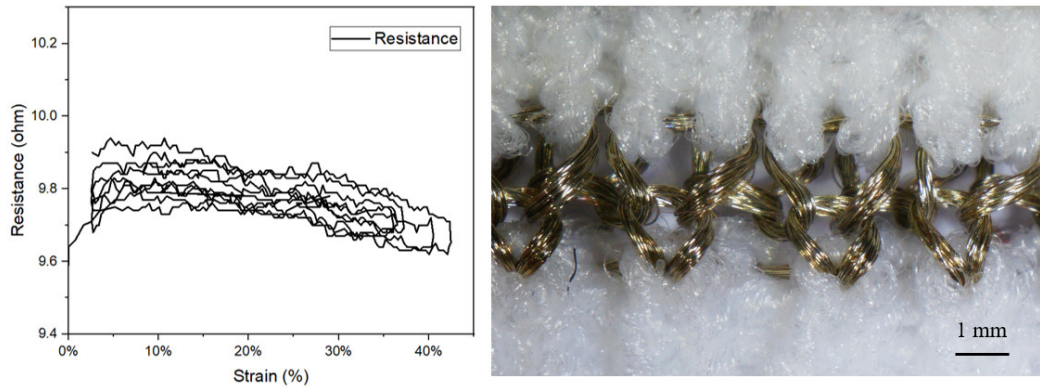 Resistance
10.2
10.0
9.8
9.6
9.4
Resistance (ohm)
0%
10%
20%
30%
40%
Strain (%)
1 mm